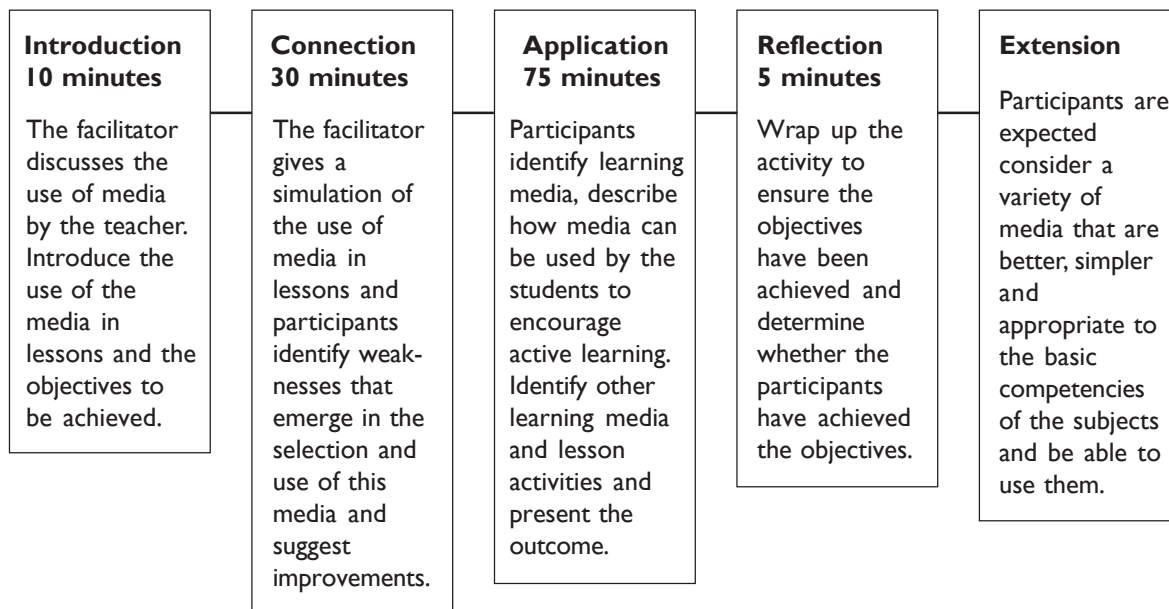 Introduction
10 minutes
The facilitator
discusses the
use of media
by the teacher.
Introduce the
use of the
media in
lessons and the
objectives to
be achieved.
Connection
30 minutes
The facilitator
gives a
simulation of
the use of
media in
lessons and
participants
identify weak-
nesses that
emerge in the
selection and
use of this
media and
suggest
improvements.
Application
75 minutes
Participants
identify learning
media, describe
how media can
be used by the
students to
encourage
active learning.
Identify other
learning media
and lesson
activities and
present the
outcome.
Reflection
5 minutes
Wrap up the
activity to
ensure the
objectives
have been
achieved and
determine
whether the
participants
have achieved
the objectives.
Extension
Participants are
expected
consider a
variety of
media that are
better, simpler
and
appropriate to
the basic
competencies
of the subjects
and be able to
use them.